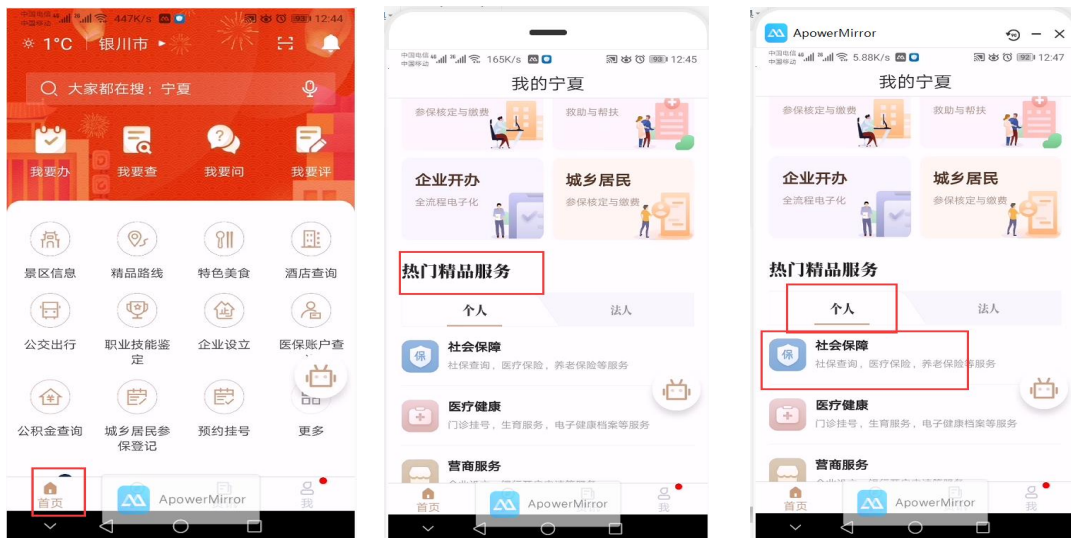 中国电信
中国移动
447K/s
12:44
1°C
银川市
大家都在搜：宁夏
我要办
我要查
我要问
我要评
景区信息
精品路线
特色美食
酒店查询
公交出行
职业技能鉴定
企业设立
医保账户查
公积金查询
城乡居民参保登记
预约挂号
更多
首页
ApowerMirror
我
中国电信
中国移动
165K/s
12:45
我的宁夏
参保核定与缴费
救助与帮扶
企业开办
全流程电子化
城乡居民
参保核定与缴费
热门精品服务
个人
法人
社会保障
社保查询，医疗保险，养老保险等服务
医疗健康
门诊挂号，生育服务，电子健康档案等服务
营商服务
首页
ApowerMirror
我
ApowerMirror
中国电信
中国移动
5.88K/s
92
12:47
我的宁夏
参保核定与缴费
救助与帮扶
企业开办
全流程电子化
城乡居民
参保核定与缴费
热门精品服务
个人
法人
社会保障
社保查询，医疗保险，养老保险等服务
医疗健康
门诊挂号，生育服务，电子健康档案等服务
营商服务
首页
ApowerMirror
我